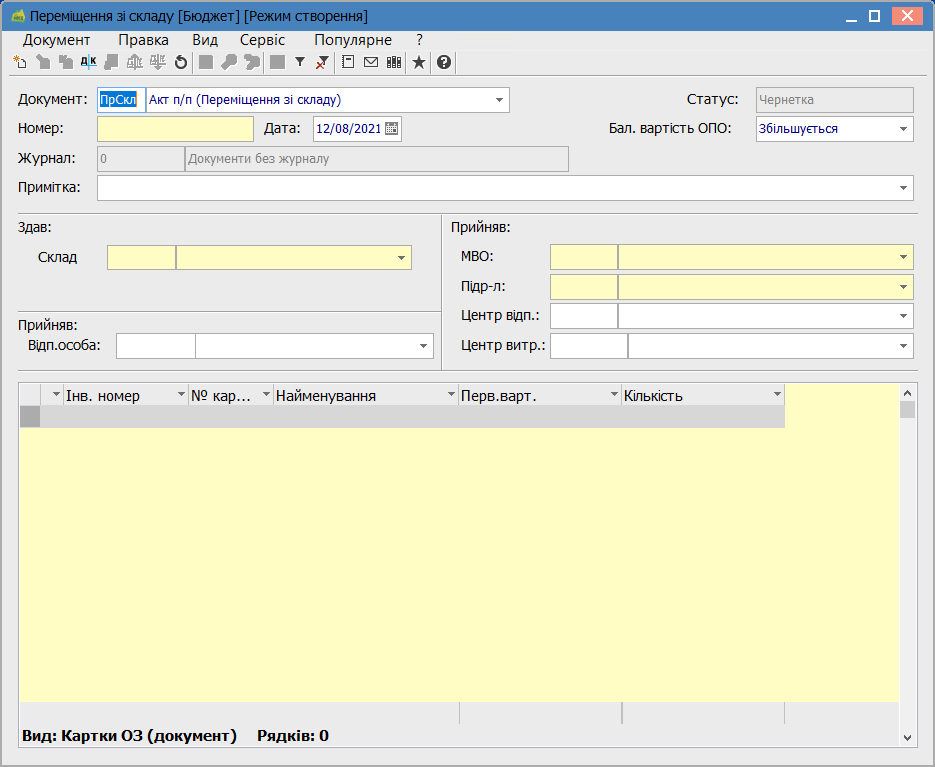 Переміщення зі складу [Бюджет] [Режим створення]
Документ Правка Вид Сервіс Популярне ?
Документ: ПрСкл Акт п/п (Переміщення зі складу) Статус: Чернетка
Номер: Дата: 12/08/2021 Бал. вартість ОПО: Збільшується
Журнал: 0 Документи без журналу
Примітка:
Здав:
Склад
Прийняв:
Відп.особа:
Прийняв:
МВО:
Підр-л:
Центр відп.:
Центр витр.:
Інв. номер № кар... Найменування Перв.варт. Кількість
Вид: Картки ОЗ (документ) Рядків: 0